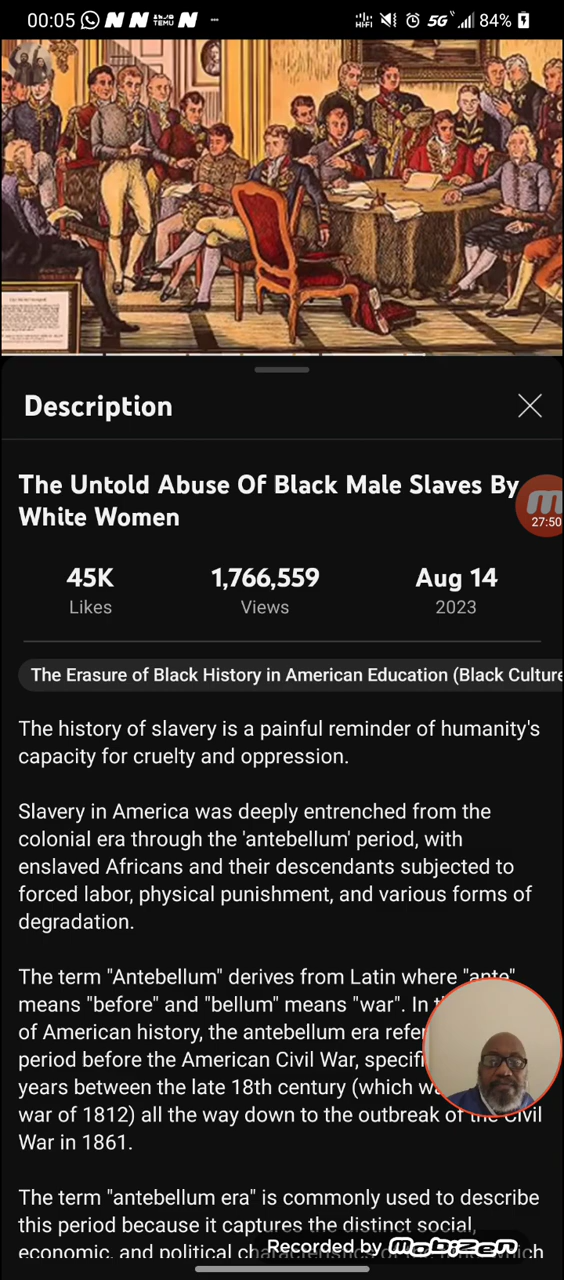 00:05
TEMU
HI-FI
5G
84%
Description
The Untold Abuse Of Black Male Slaves By
White Women
27:50
45K
1,766,559
Aug 14
Likes
Views
2023
The Erasure of Black History in American Education (Black Culture
The history of slavery is a painful reminder of humanity's
capacity for cruelty and oppression.
Slavery in America was deeply entrenched from the
colonial era through the 'antebellum' period, with
enslaved Africans and their descendants subjected to
forced labor, physical punishment, and various forms of
degradation.
The term "Antebellum" derives from Latin where "ante"
means "before" and "bellum" means "war". In
of American history, the antebellum era
period before the American Civil War,
years between the late 18th century (which
war of 1812) all the way down to the outbreak of the Civil
War in 1861.
The term "antebellum era" is commonly used to describe
this period because it captures the distinct social,
economic, and political
Recorded by Mobizen